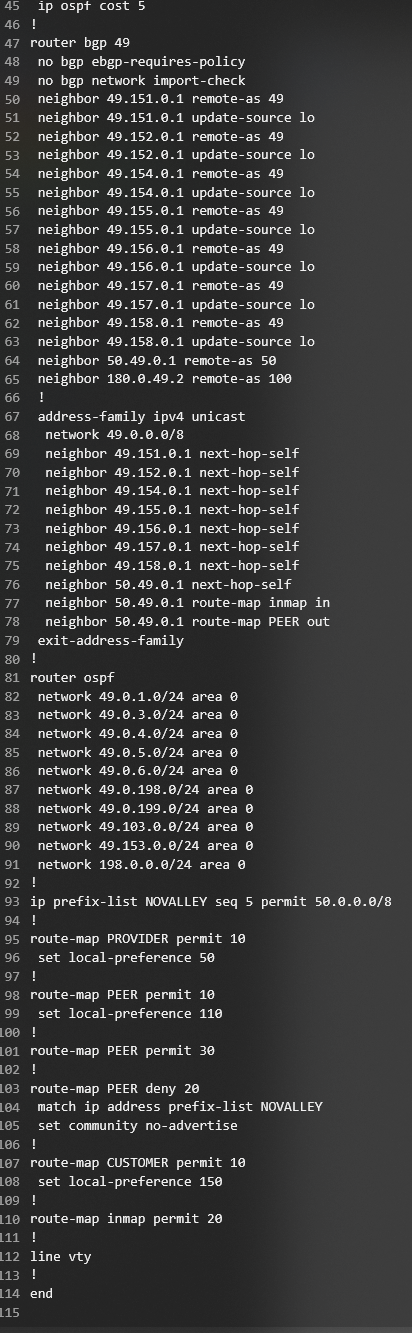 45 ip ospf cost 5
46 !
47 router bgp 49
48 no bgp ebgp-requires-policy
49 no bgp network import-check
50 neighbor 49.151.0.1 remote-as 49
51 neighbor 49.151.0.1 update-source lo
52 neighbor 49.152.0.1 remote-as 49
53 neighbor 49.152.0.1 update-source lo
54 neighbor 49.154.0.1 remote-as 49
55 neighbor 49.154.0.1 update-source lo
56 neighbor 49.155.0.1 remote-as 49
57 neighbor 49.155.0.1 update-source lo
58 neighbor 49.156.0.1 remote-as 49
59 neighbor 49.156.0.1 update-source lo
60 neighbor 49.157.0.1 remote-as 49
61 neighbor 49.157.0.1 update-source lo
62 neighbor 49.158.0.1 remote-as 49
63 neighbor 49.158.0.1 update-source lo
64 neighbor 50.49.0.1 remote-as 50
65 neighbor 180.0.49.2 remote-as 100
66 !
67 address-family ipv4 unicast
68 network 49.0.0.0/8
69 neighbor 49.151.0.1 next-hop-self
70 neighbor 49.152.0.1 next-hop-self
71 neighbor 49.154.0.1 next-hop-self
72 neighbor 49.155.0.1 next-hop-self
73 neighbor 49.156.0.1 next-hop-self
74 neighbor 49.157.0.1 next-hop-self
75 neighbor 49.158.0.1 next-hop-self
76 neighbor 50.49.0.1 next-hop-self
77 neighbor 50.49.0.1 route-map inmap in
78 neighbor 50.49.0.1 route-map PEER out
79 exit-address-family
80 !
81 router ospf
82 network 49.0.1.0/24 area 0
83 network 49.0.3.0/24 area 0
84 network 49.0.4.0/24 area 0
85 network 49.0.5.0/24 area 0
86 network 49.0.6.0/24 area 0
87 network 49.0.198.0/24 area 0
88 network 49.0.199.0/24 area 0
89 network 49.103.0.0/24 area 0
90 network 49.153.0.0/24 area 0
91 network 198.0.0.0/24 area 0
92 !
93 ip prefix-list NOVALLEY seq 5 permit 50.0.0.0/8
94 !
95 route-map PROVIDER permit 10
96 set local-preference 50
97 !
98 route-map PEER permit 10
99 set local-preference 110
100 !
101 route-map PEER permit 30
102 !
103 route-map PEER deny 20
104 match ip address prefix-list NOVALLEY
105 set community no-advertise
106 !
107 route-map CUSTOMER permit 10
108 set local-preference 150
109 !
110 route-map inmap permit 20
111 !
112 line vty
113 !
114 end
115